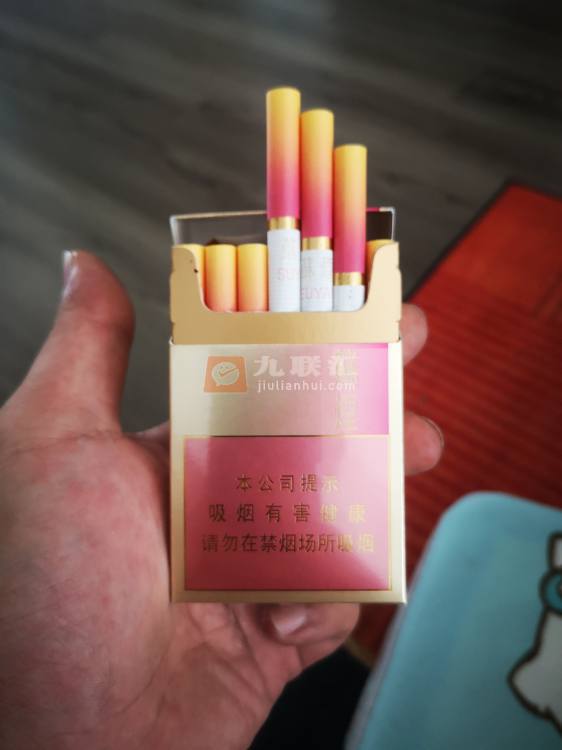 九联汇
jiulianhui.com
本公司提示
吸烟有害健康
请勿在禁烟场所吸烟